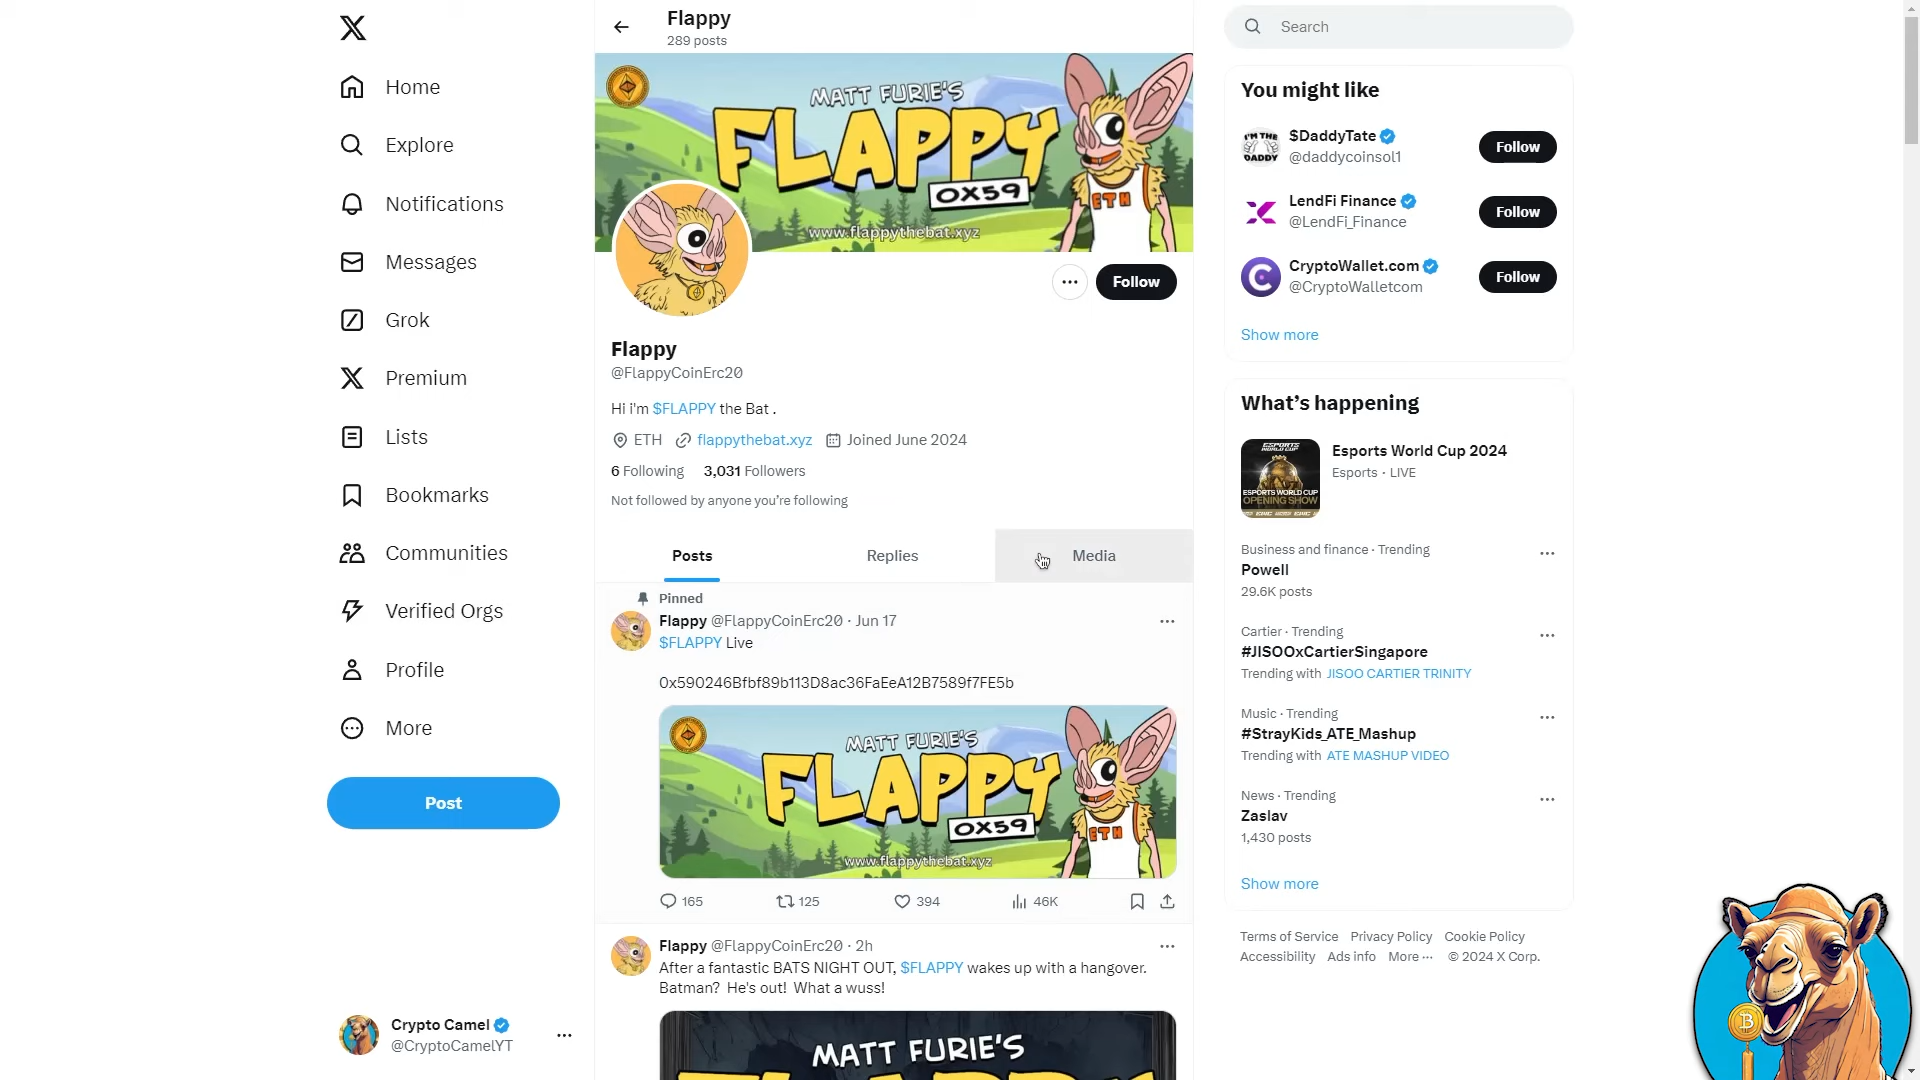 Home
Explore
Notifications
Messages
Grok
Premium
Lists
Bookmarks
Communities
Verified Orgs
Profile
More
Post
Crypto Camel
@CryptoCamelYT
Flappy
289 posts
MATT FURIE'S
FLAPPY
0X59
ETH
www.flappythebat.xyz
Follow
Flappy
@FlappyCoinErc20
Hi i'm $FLAPPY the Bat .
ETH flappythebat.xyz Joined June 2024
6 Following 3,031 Followers
Not followed by anyone you're following
Posts Replies Media
Pinned
Flappy @FlappyCoinErc20 · Jun 17
$FLAPPY Live
0x590246Bfbf89b113D8ac36FaEeA12B7589f7FE5b
MATT FURIE'S
FLAPPY
0X59
ETH
www.flappythebat.xyz
165 125 394 46K
Flappy @FlappyCoinErc20 · 2h
After a fantastic BATS NIGHT OUT, $FLAPPY wakes up with a hangover.
Batman? He's out! What a wuss!
MATT FURIE'S
FLAPPY
Search
You might like
I'M THE
DADDY
$DaddyTate
@daddycoinsol1
Follow
LendFi Finance
@LendFi_Finance
Follow
CryptoWallet.com
@CryptoWalletcom
Follow
Show more
What's happening
ESPORTS
WORLD CUP
ESPORTS WORLD CUP
OPENING SHOW
Esports World Cup 2024
Esports · LIVE
Business and finance · Trending
Powell
29.6K posts
Cartier · Trending
#JISOOxCartierSingapore
Trending with JISOO CARTIER TRINITY
Music · Trending
#StrayKids_ATE_Mashup
Trending with ATE MASHUP VIDEO
News · Trending
Zaslav
1,430 posts
Show more
Terms of Service Privacy Policy Cookie Policy
Accessibility Ads info More ··· © 2024 X Corp.